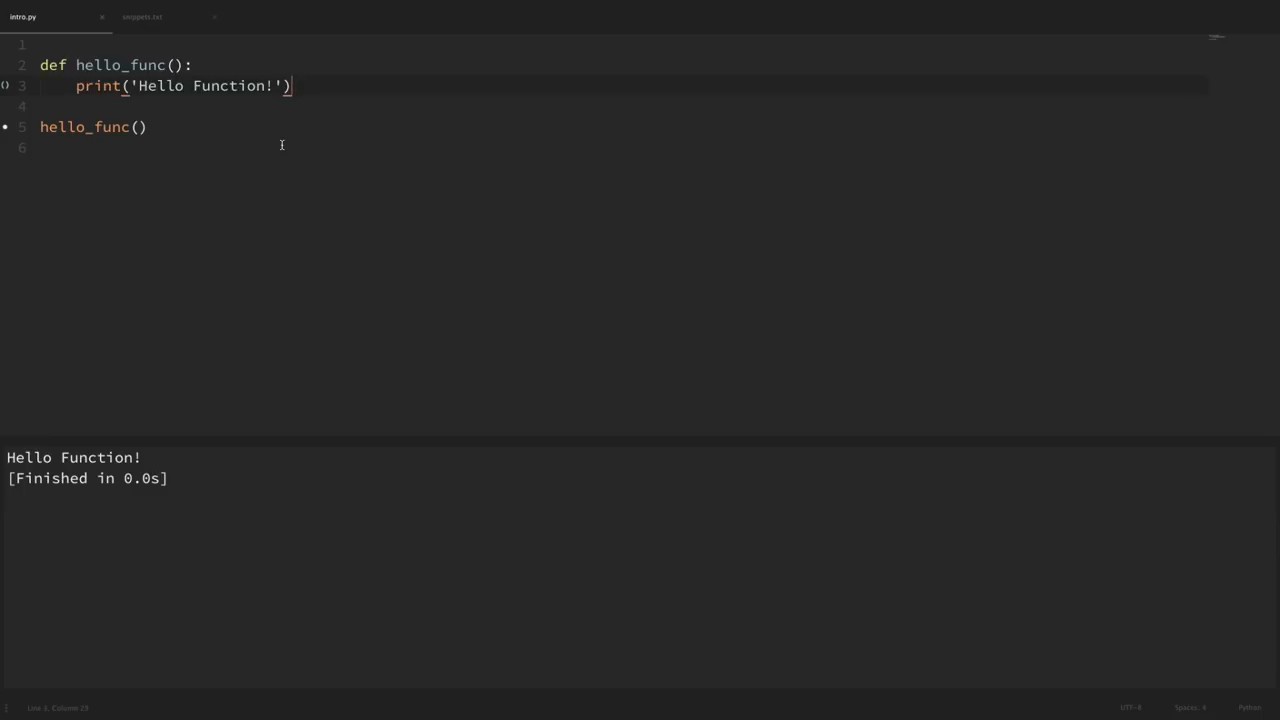 intro.py × snippets.txt ×
1
2 def hello_func():
3     print('Hello Function!')
4
5 hello_func()
6
Hello Function!
[Finished in 0.0s]
Line 3, Column 29 UTF-8 Spaces: 4 Python